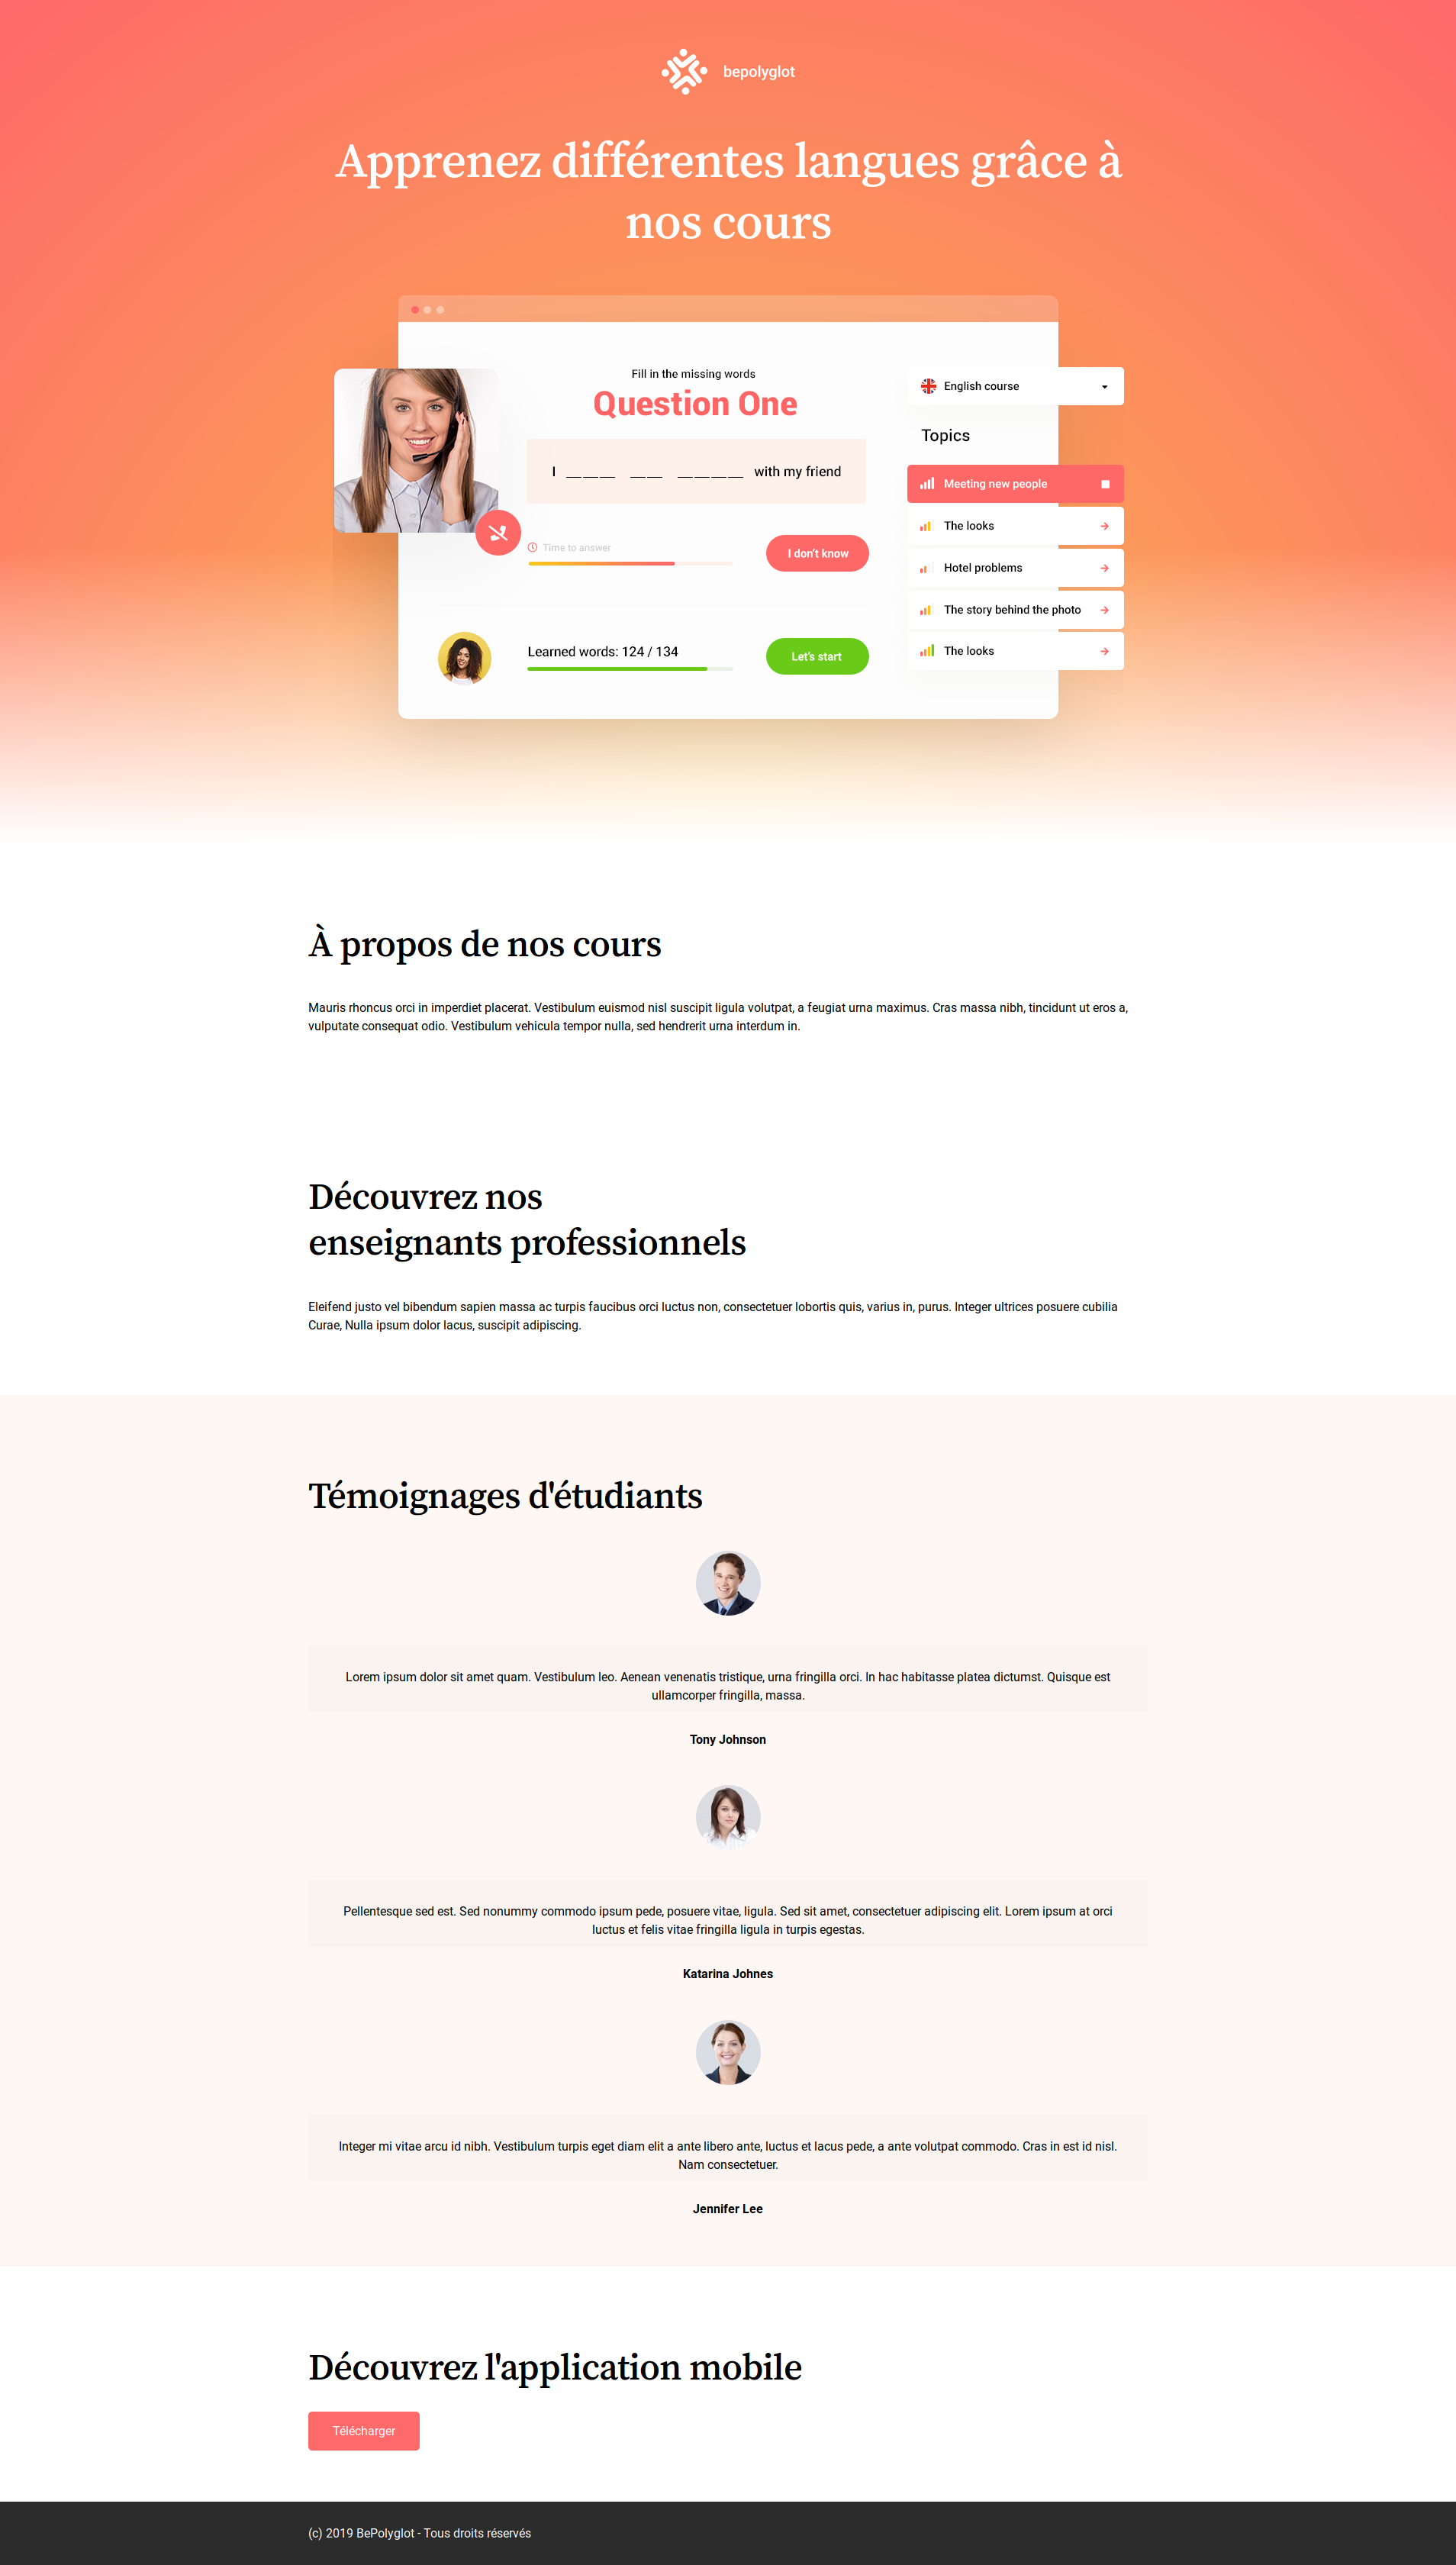 bepolyglot
Apprenez différentes langues grâce à
nos cours
Fill in the missing words
Question One
I ___ __ ____ with my friend
Time to answer
I don't know
Learned words: 124 / 134
Let's start
English course
Topics
Meeting new people
The looks
Hotel problems
The story behind the photo
The looks
À propos de nos cours
Mauris rhoncus orci in imperdiet placerat. Vestibulum euismod nisl suscipit ligula volutpat, a feugiat urna maximus. Cras massa nibh, tincidunt ut eros a,
vulputate consequat odio. Vestibulum vehicula tempor nulla, sed hendrerit urna interdum in.
Découvrez nos
enseignants professionnels
Eleifend justo vel bibendum sapien massa ac turpis faucibus orci luctus non, consectetuer lobortis quis, varius in, purus. Integer ultrices posuere cubilia
Curae, Nulla ipsum dolor lacus, suscipit adipiscing.
Témoignages d'étudiants
Lorem ipsum dolor sit amet quam. Vestibulum leo. Aenean venenatis tristique, urna fringilla orci. In hac habitasse platea dictumst. Quisque est
ullamcorper fringilla, massa.
Tony Johnson
Pellentesque sed est. Sed nonummy commodo ipsum pede, posuere vitae, ligula. Sed sit amet, consectetuer adipiscing elit. Lorem ipsum at orci
luctus et felis vitae fringilla ligula in turpis egestas.
Katarina Johnes
Integer mi vitae arcu id nibh. Vestibulum turpis eget diam elit a ante libero ante, luctus et lacus pede, a ante volutpat commodo. Cras in est id nisl.
Nam consectetuer.
Jennifer Lee
Découvrez l'application mobile
Télécharger
(c) 2019 BePolyglot - Tous droits réservés